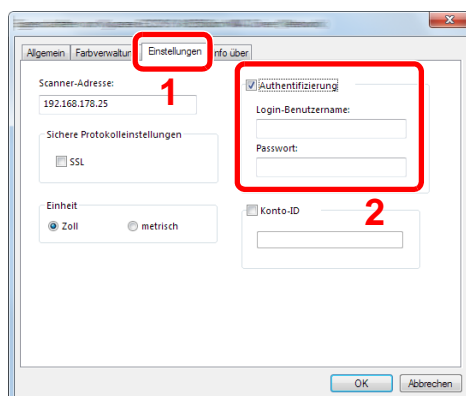 Allgemein Farbverwaltun Einstellungen nfo über
1
Scanner-Adresse:
192.168.178.25
Authentifizierung
Login-Benutzername:
Passwort:
Sichere Protokolleinstellungen
SSL
2
Einheit
Zoll metrisch
Konto-ID
OK Abbrechen